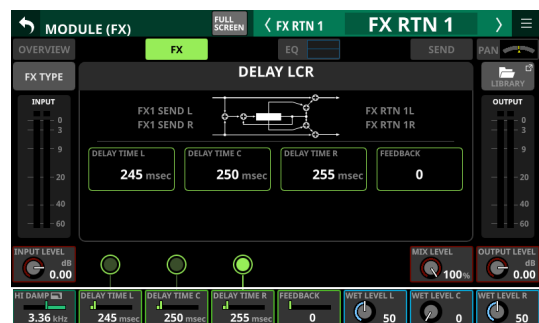 MODULE (FX)
FULL SCREEN
FX RTN 1
FX RTN 1
OVERVIEW
FX
EQ
SEND
PAN
FX TYPE
DELAY LCR
LIBRARY
INPUT
OUTPUT
0
3
9
20
40
60
0
3
9
20
40
60
FX1 SEND L
FX1 SEND R
FX RTN 1L
FX RTN 1R
DELAY TIME L
245 msec
DELAY TIME C
250 msec
DELAY TIME R
255 msec
FEEDBACK
0
INPUT LEVEL
dB
0.00
MIX LEVEL
100%
OUTPUT LEVEL
dB
0.00
HI DAMP
3.36 kHz
DELAY TIME L
245 msec
DELAY TIME C
250 msec
DELAY TIME R
255 msec
FEEDBACK
0
WET LEVEL L
50
WET LEVEL C
0
WET LEVEL R
50